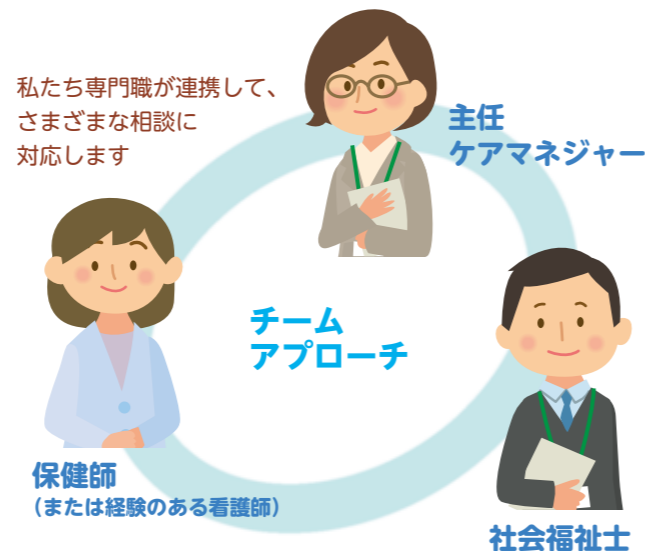 私たち専門職が連携して、
さまざまな相談に
対応します
主任
ケアマネジャー
チーム
アプローチ
保健師
（または経験のある看護師）
社会福祉士